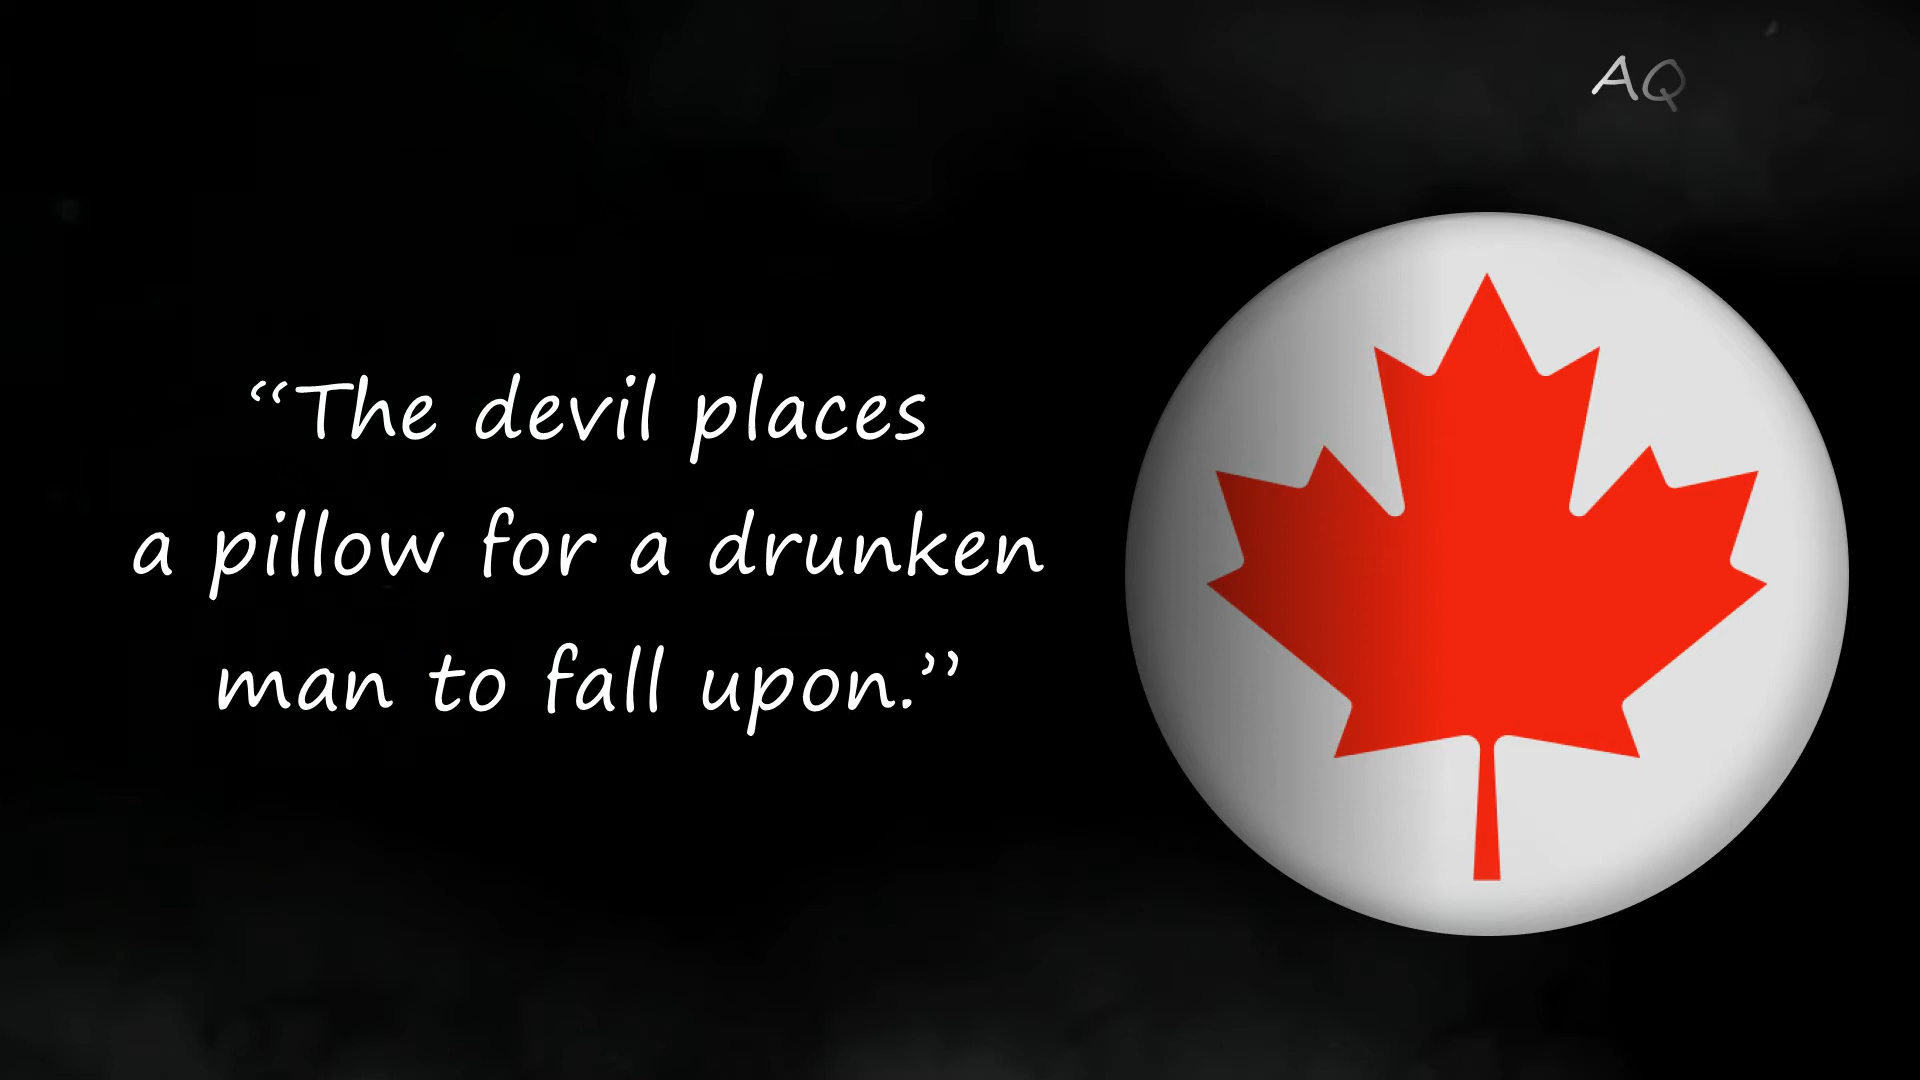 AQ
“The devil places
a pillow for a drunken
man to fall upon.”